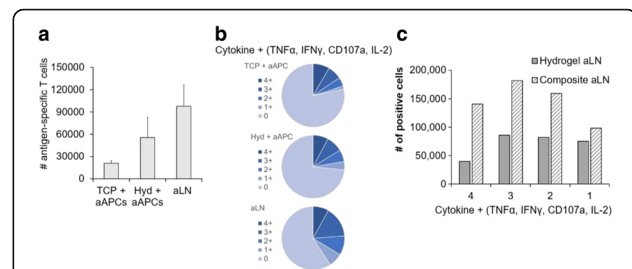 a
# antigen-specific T cells
150000
120000
90000
60000
30000
0
TCP + aAPCs
Hyd + aAPCs
aLN
b
Cytokine + (TNFα, IFNγ, CD107a, IL-2)
TCP + aAPC
4+
3+
2+
1+
0
Hyd + aAPC
4+
3+
2+
1+
0
aLN
4+
3+
2+
1+
0
c
Hydrogel aLN
Composite aLN
# of positive cells
200,000
150,000
100,000
50,000
0
4 3 2 1
Cytokine + (TNFα, IFNγ, CD107a, IL-2)